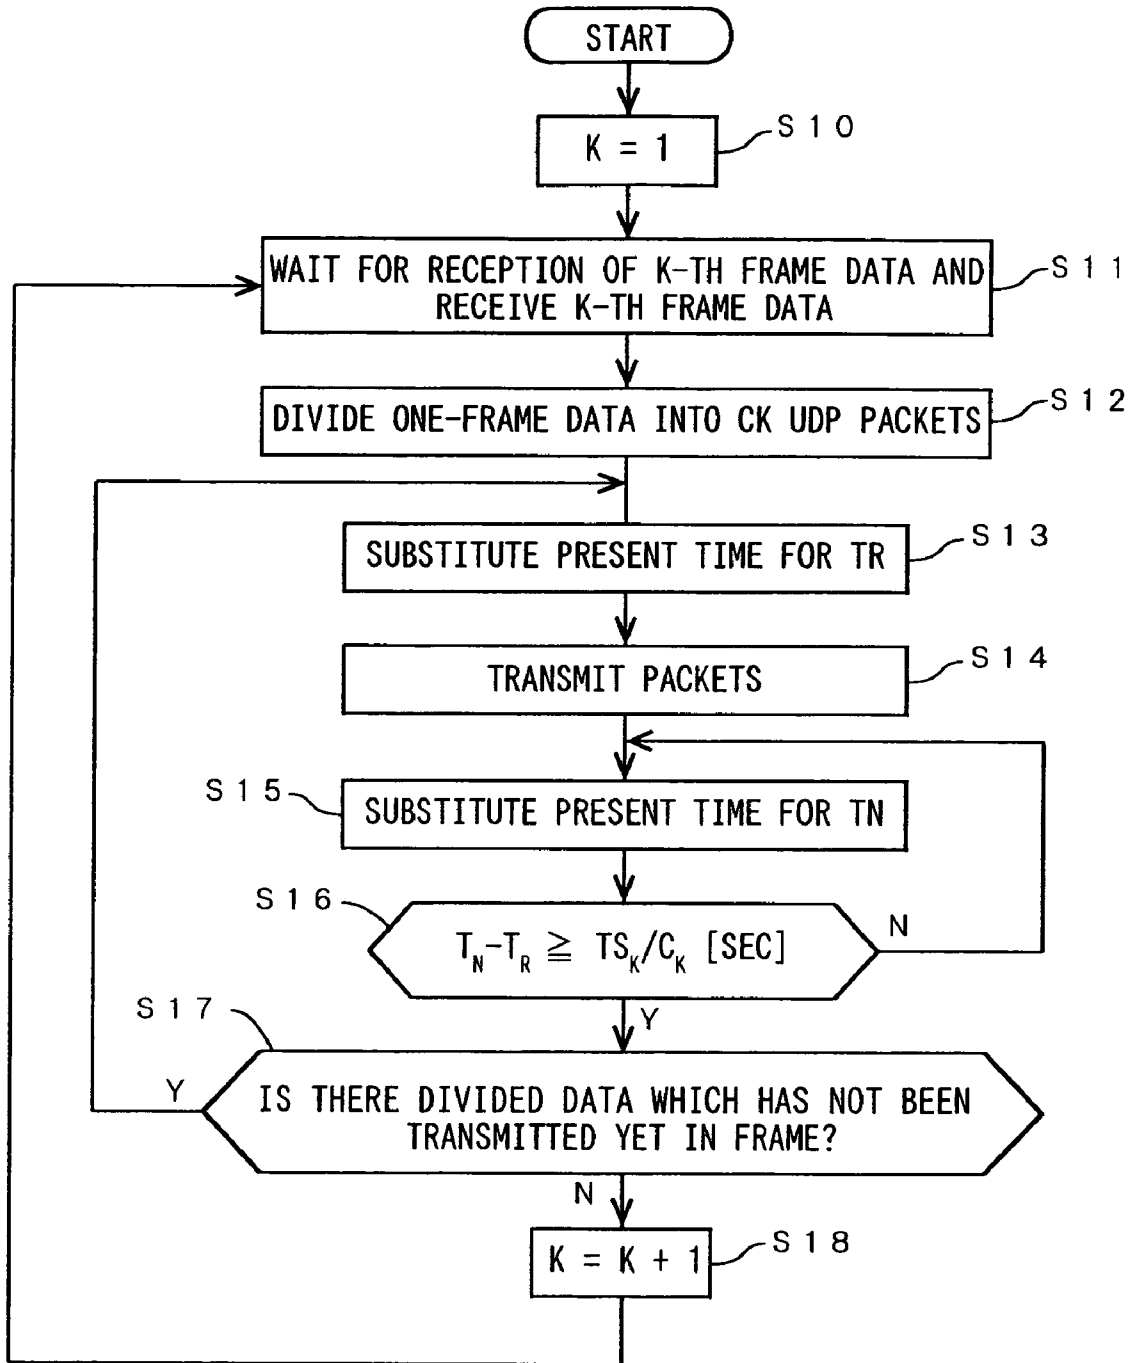 START
K = 1
S10
WAIT FOR RECEPTION OF K-TH FRAME DATA AND
RECEIVE K-TH FRAME DATA
S11
DIVIDE ONE-FRAME DATA INTO CK UDP PACKETS
S12
SUBSTITUTE PRESENT TIME FOR TR
S13
TRANSMIT PACKETS
S14
S15
SUBSTITUTE PRESENT TIME FOR TN
S16
T_N-T_R ≧ TS_K/C_K [SEC]
N
Y
S17
Y
IS THERE DIVIDED DATA WHICH HAS NOT BEEN
TRANSMITTED YET IN FRAME?
N
K = K + 1
S18